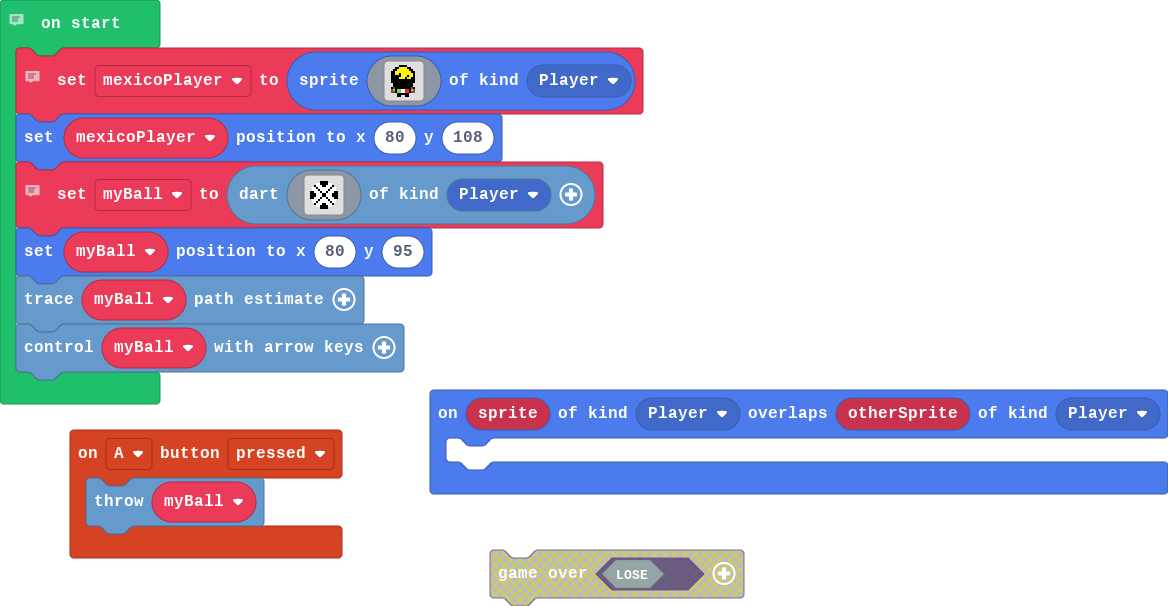 on start
set mexicoPlayer to sprite of kind Player
set mexicoPlayer position to x 80 y 108
set myBall to dart of kind Player
set myBall position to x 80 y 95
trace myBall path estimate
control myBall with arrow keys
on sprite of kind Player overlaps otherSprite of kind Player
on A button pressed
throw myBall
game over LOSE